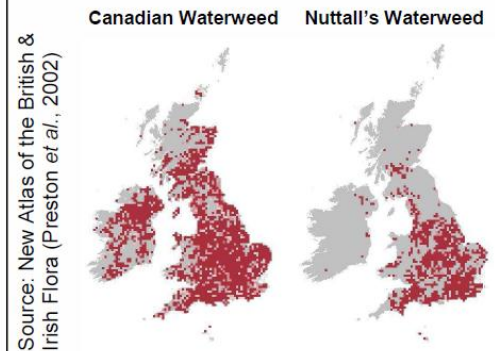 Canadian Waterweed
Nuttall's Waterweed
Source: New Atlas of the British &
Irish Flora (Preston et al., 2002)